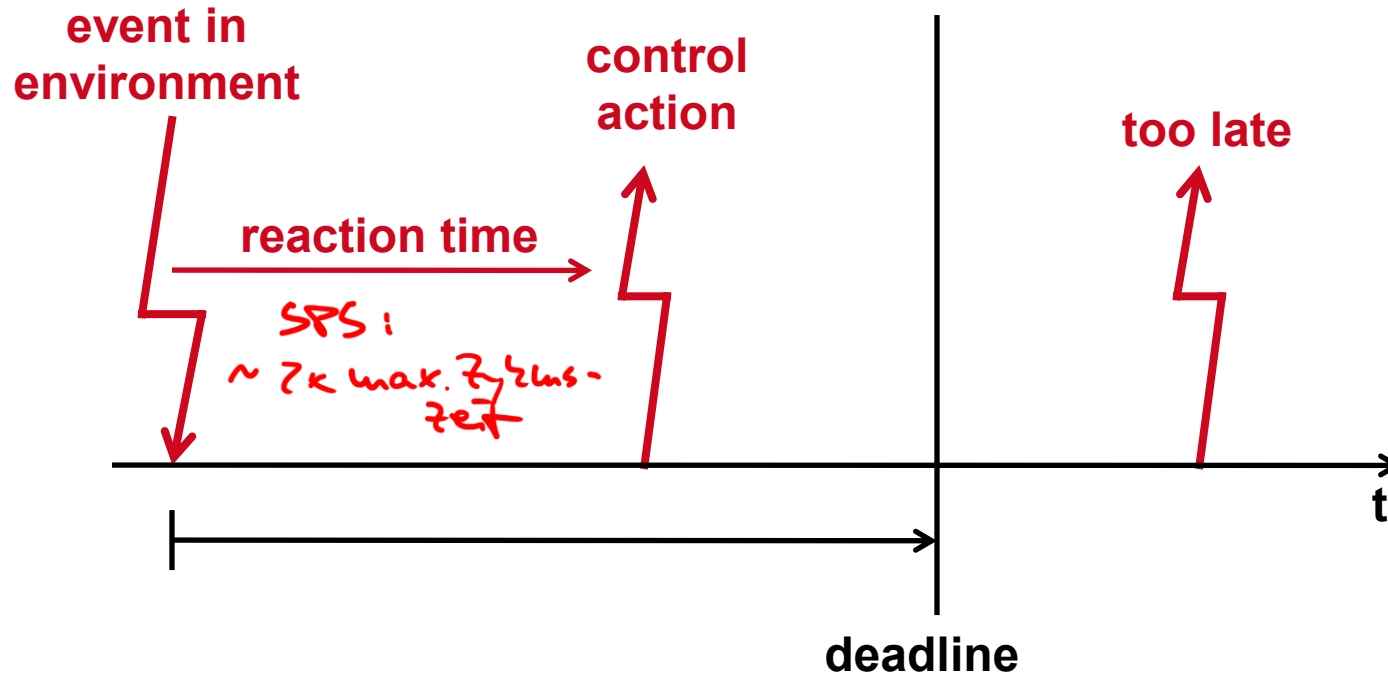 event in
environment
control
action
too late
reaction time
SPS:
~ 2x max. Zyklus-
zeit
t
deadline